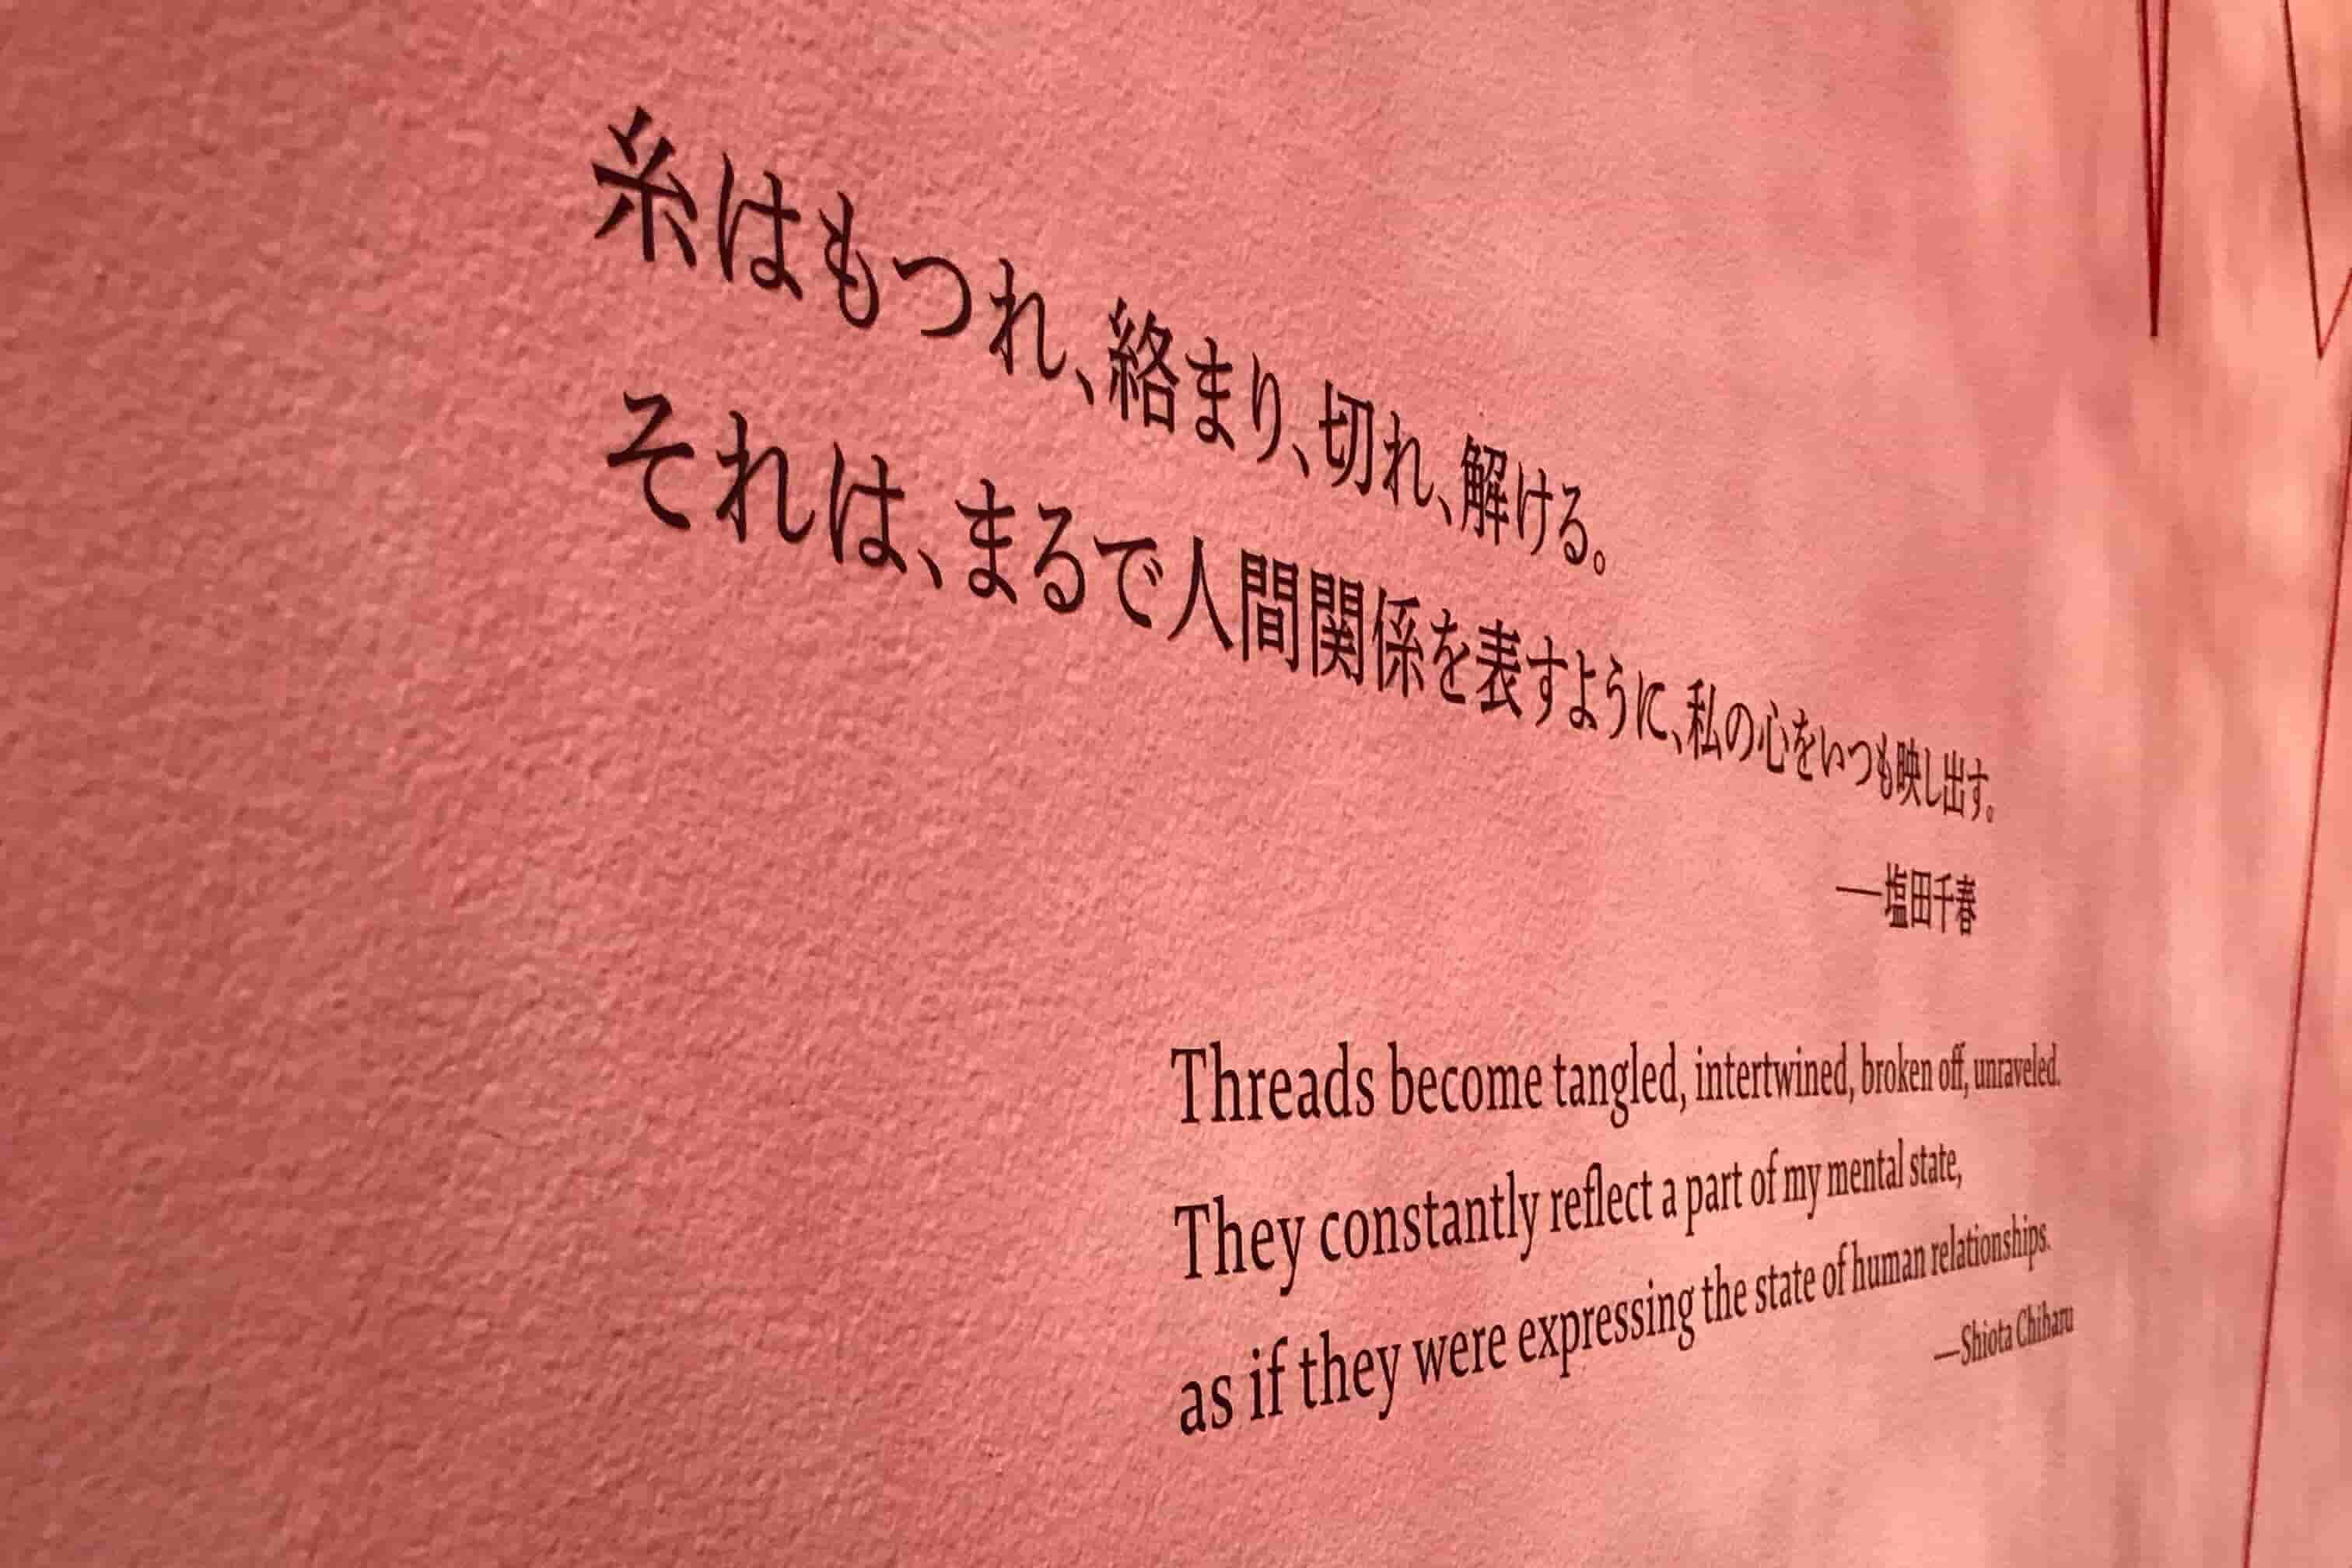 糸はもつれ、絡まり、切れ、解ける。
それは、まるで人間関係を表すように、私の心をいつも映し出す。
―塩田千春
Threads become tangled, intertwined, broken off, unraveled.
They constantly reflect a part of my mental state,
as if they were expressing the state of human relationships.
—Shiota Chiharu